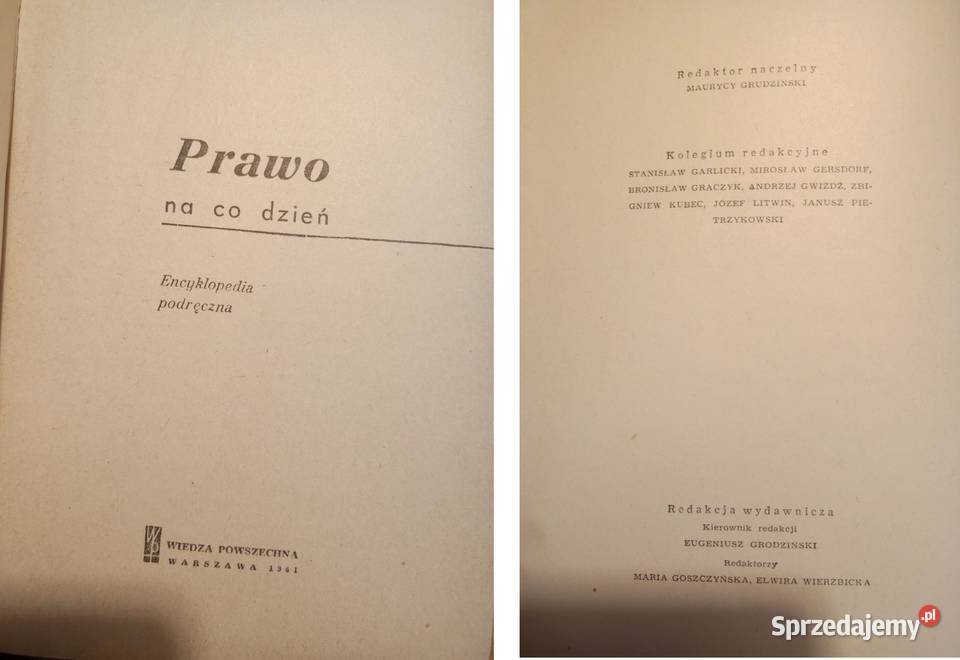 Prawo
na co dzień
Encyklopedia
podręczna
WIEDZA POWSZECHNA
WARSZAWA 1961
Redaktor naczelny
MAURYCY GRUDZIŃSKI
Kolegium redakcyjne
STANISŁAW GARLICKI, MIROSŁAW GERSDORF,
BRONISŁAW GRACZYK, ANDRZEJ GWIŻDŻ, ZBI-
GNIEW KUBEC, JÓZEF LITWIN, JANUSZ PIE-
TRZYKOWSKI
Redakcja wydawnicza
Kierownik redakcji
EUGENIUSZ GRODZIŃSKI
Redaktorzy
MARIA GOSZCZYŃSKA, ELWIRA WIERZBICKA
Sprzedajemy.pl